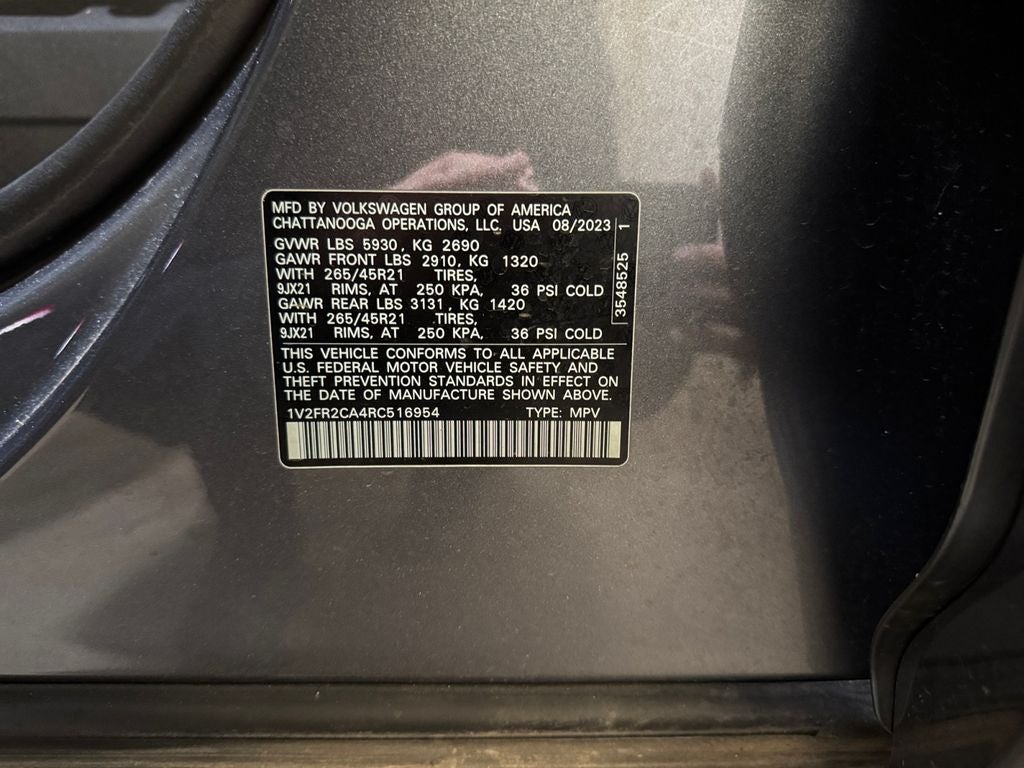 MFD BY VOLKSWAGEN GROUP OF AMERICA
CHATTANOOGA OPERATIONS, LLC. USA 08/2023
GVWR LBS 5930, KG 2690
GAWR FRONT LBS 2910, KG 1320
WITH 265/45R21 TIRES,
9JX21 RIMS, AT 250 KPA, 36 PSI COLD
GAWR REAR LBS 3131, KG 1420
WITH 265/45R21 TIRES,
9JX21 RIMS, AT 250 KPA, 36 PSI COLD
3548525 1
THIS VEHICLE CONFORMS TO ALL APPLICABLE
U.S. FEDERAL MOTOR VEHICLE SAFETY AND
THEFT PREVENTION STANDARDS IN EFFECT ON
THE DATE OF MANUFACTURE SHOWN ABOVE.
1V2FR2CA4RC516954 TYPE: MPV